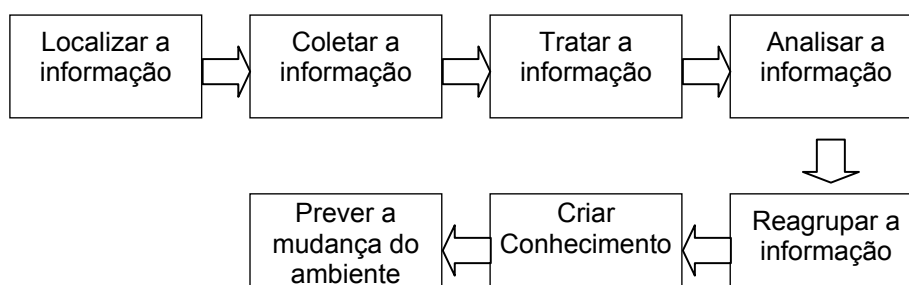 Localizar a
informação
Coletar a
informação
Tratar a
informação
Analisar a
informação
Reagrupar a
informação
Criar
Conhecimento
Prever a
mudança do
ambiente